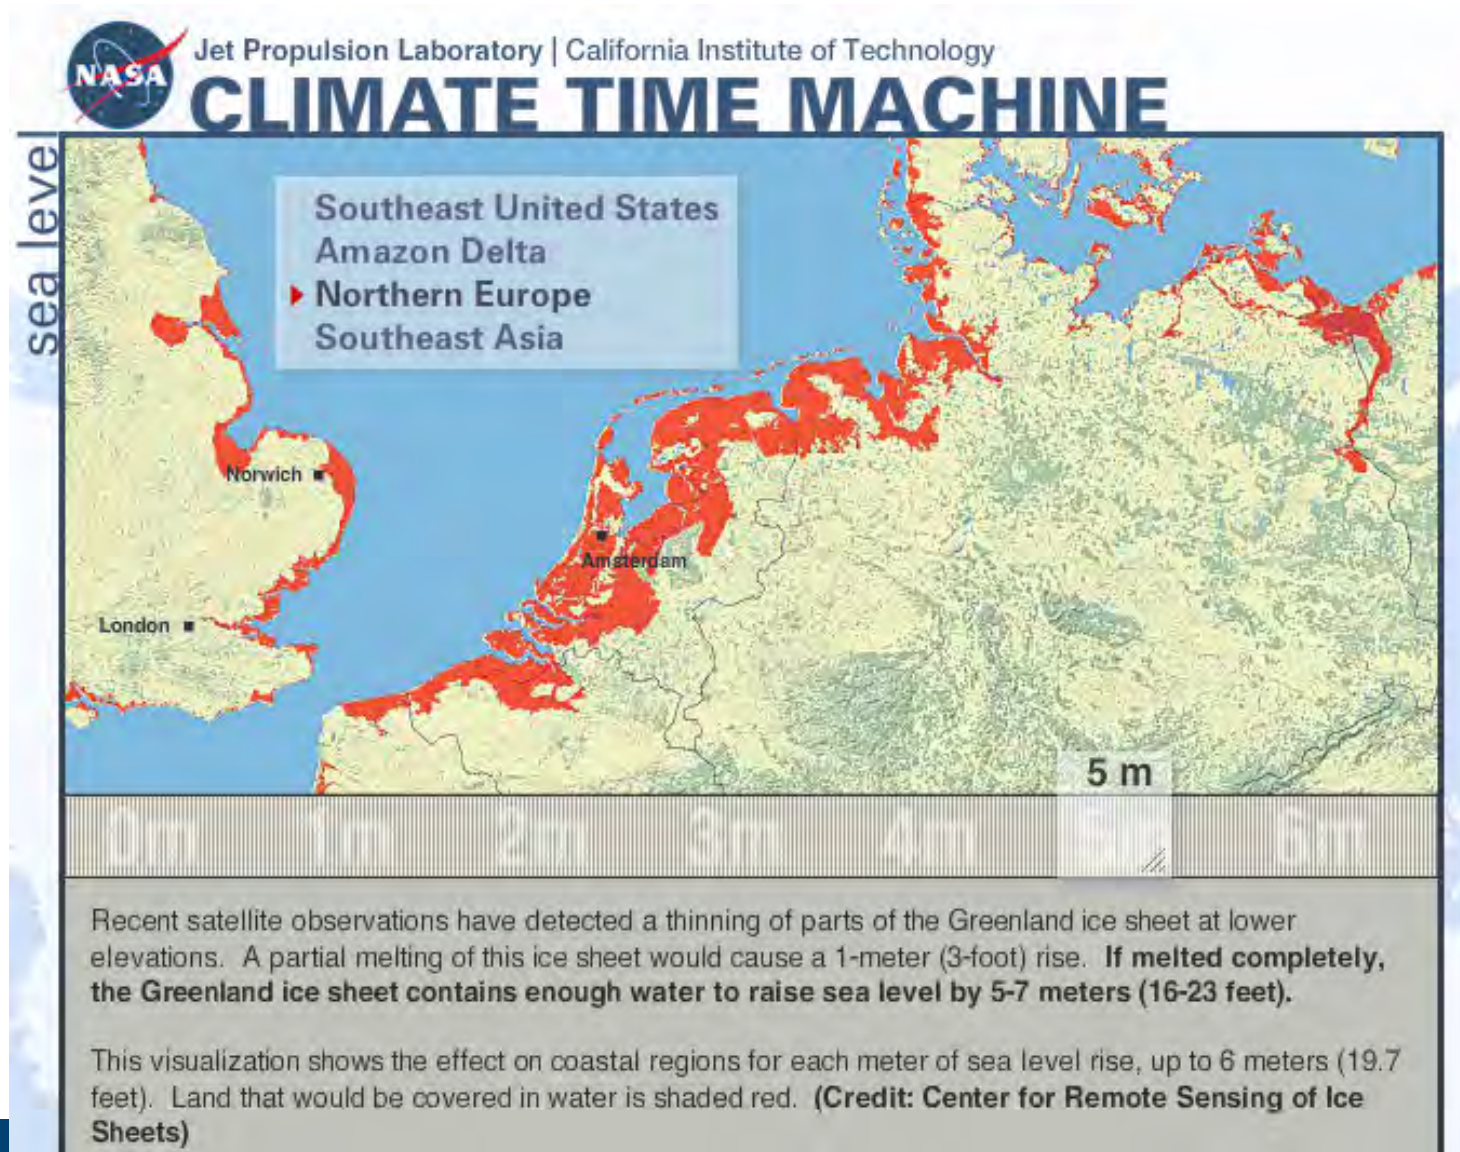 NASA
Jet Propulsion Laboratory | California Institute of Technology
CLIMATE TIME MACHINE
sea level
Southeast United States
Amazon Delta
Northern Europe
Southeast Asia
Norwich
Amsterdam
London
5 m
0m 1m 2m 3m 4m 5m 6m
Recent satellite observations have detected a thinning of parts of the Greenland ice sheet at lower
elevations. A partial melting of this ice sheet would cause a 1-meter (3-foot) rise. If melted completely,
the Greenland ice sheet contains enough water to raise sea level by 5-7 meters (16-23 feet).
This visualization shows the effect on coastal regions for each meter of sea level rise, up to 6 meters (19.7
feet). Land that would be covered in water is shaded red. (Credit: Center for Remote Sensing of Ice
Sheets)